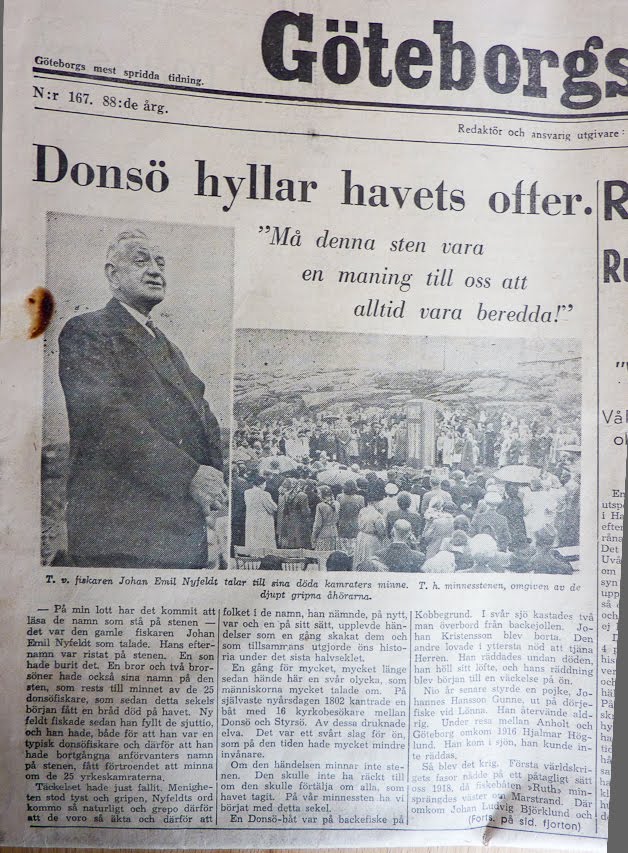 Göteborgs
Göteborgs mest spridda tidning.
N:r 167. 88:de årg.
Redaktör och ansvarig utgivare:
Donsö hyllar havets offer.
"Må denna sten vara
en maning till oss att
alltid vara beredda!"
T. v. fiskaren Johan Emil Nyfeldt talar till sina döda kamraters minne. T. h. minnesstenen, omgiven av de
djupt gripna åhörarna.
— På min lott har det kommit att
läsa de namn som stå på stenen —
det var den gamle fiskaren Johan
Emil Nyfeldt som talade. Hans efter-
namn var ristat på stenen. En son
hade burit det. En bror och två bror-
söner hade också sina namn på den
sten, som rests till minnet av de 25
donsöfiskare, som sedan detta sekels
början fått en bråd död på havet. Ny
feldt fiskade sedan han fyllt de sjuttio,
och han hade, både för att han var en
typisk donsöfiskare och därför att han
hade bortgångna anförvanters namn
på stenen, fått förtroendet att minna
om de 25 yrkeskamraterna.
Täckelset hade just fallit. Menighe-
ten stod tyst och gripen, Nyfeldts ord
kommo så naturligt och grepo därför
att de voro så äkta och därför att
folket i de namn, han nämnde, på nytt,
var och en på sitt sätt, upplevde hän-
delser som en gång skakat dem och
som tillsammans utgjorde öns histo-
ria under det sista halvseklet.
En gång för mycket, mycket länge
sedan hände här en svår olycka, som
människorna mycket talade om. På
självaste nyårsdagen 1802 kantrade en
båt med 16 kyrkobesökare mellan
Donsö och Styrsö. Av dessa druknade
elva. Det var ett svårt slag för ön,
som på den tiden hade mycket mindre
invånare.
Om den händelsen minnar inte ste-
nen. Den skulle inte ha räckt till
om den skulle förtälja om alla, som
havet tagit. På vår minnessten ha vi
börjat med detta sekel.
En Donsö-båt var på backefiske på
Kobbegrund. I svår sjö kastades två
man överbord från backejollen. Jo-
han Kristensson blev borta. Den
andre lovade i yttersta nöd att tjäna
Herren. Han räddades undan döden,
han höll sitt löfte, och hans räddning
blev början till en väckelse på ön.
Nio år senare styrde en pojke, Jo-
hannes Hansson Gunne, ut på dörje-
fiske vid Lönna. Han återvände ald-
rig. Under resa mellan Anholt och
Göteborg omkom 1916 Hjalmar Hög-
lund. Han kom i sjön, han kunde in-
te räddas.
Så blev det krig. Första världskri-
gets fasor nådde på ett påtagligt sätt
oss 1918, då fiskebåten »Ruth» min-
sprängdes väster om Marstrand. Där
omkom Johan Ludvig Björklund och
(Forts. på sid. fjorton)